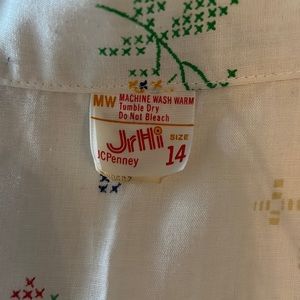 MW MACHINE WASH WARM
Tumble Dry
Do Not Bleach
JrHi SIZE
JCPenney 14